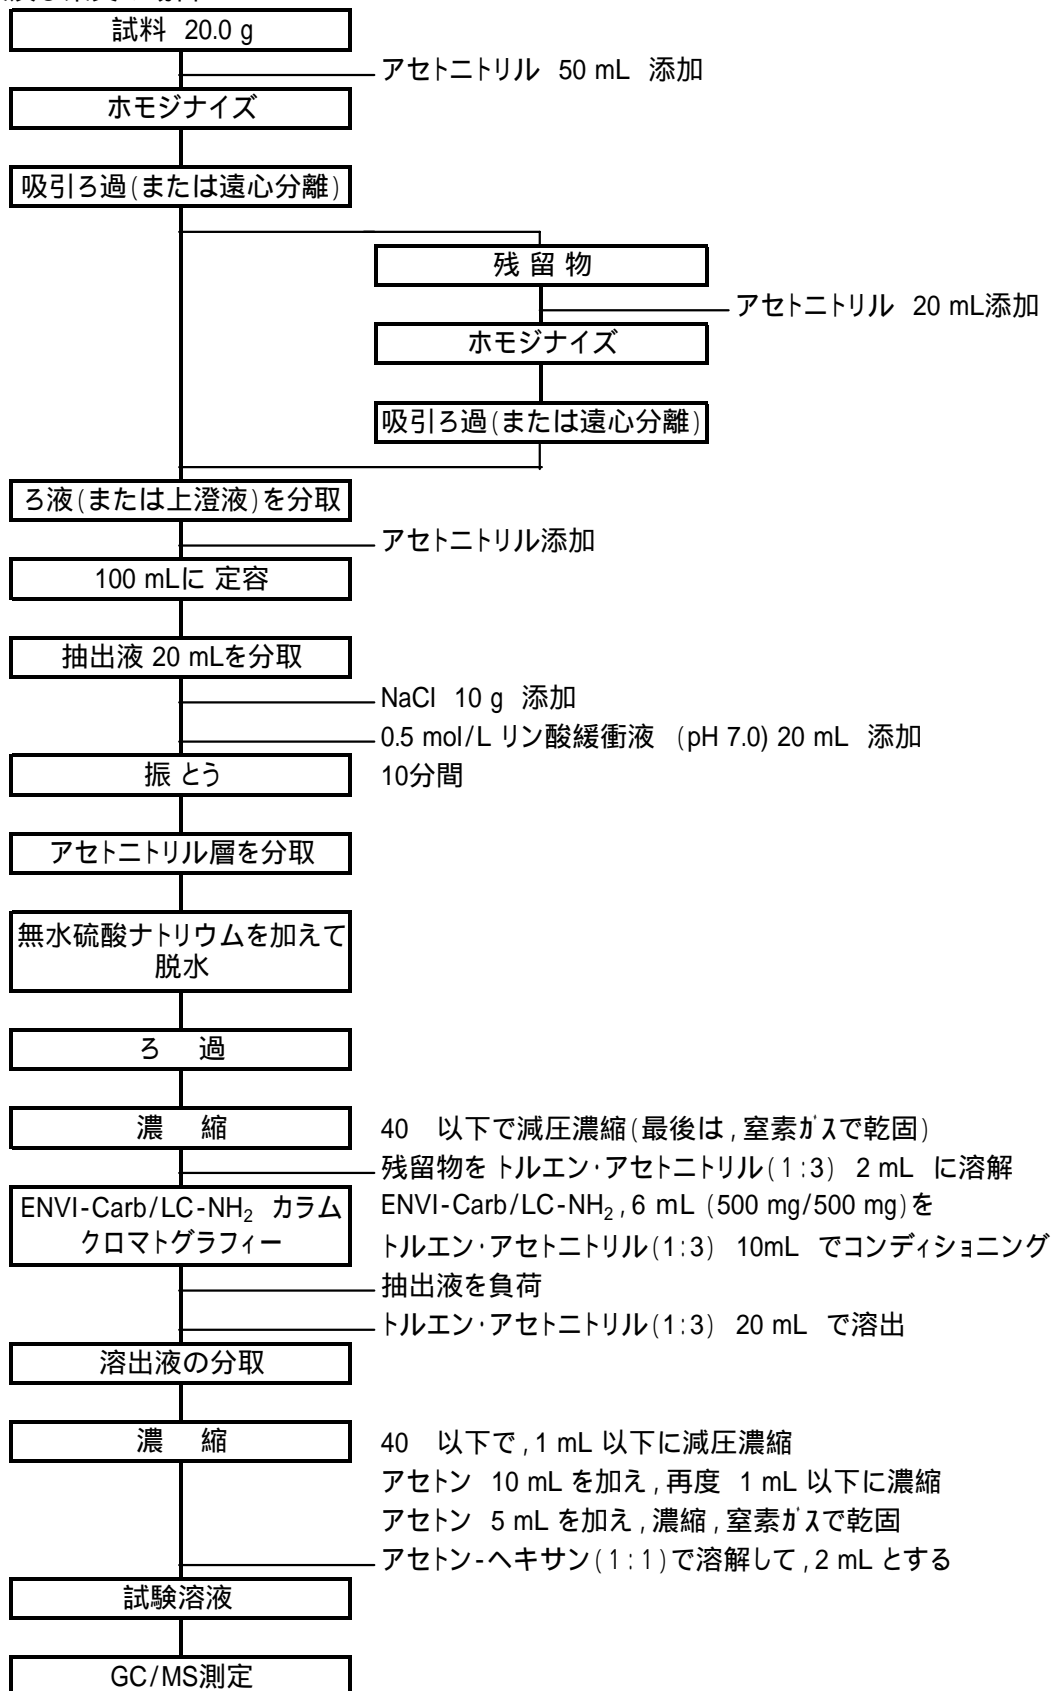 試料 20.0 g
アセトニトリル 50 mL 添加
ホモジナイズ
吸引ろ過(または遠心分離)
残 留 物
アセトニトリル 20 mL添加
ホモジナイズ
吸引ろ過(または遠心分離)
ろ液(または上澄液)を分取
アセトニトリル添加
100 mLに 定容
抽出液 20 mLを分取
NaCl 10 g 添加
0.5 mol/L リン酸緩衝液 (pH 7.0) 20 mL 添加
振 とう 10分間
アセトニトリル層を分取
無水硫酸ナトリウムを加えて
脱水
ろ 過
濃 縮 40 以下で減圧濃縮(最後は,窒素ガスで乾固)
残留物を トルエン・アセトニトリル(1:3) 2 mL に溶解
ENVI-Carb/LC-NH₂ カラム
クロマトグラフィー
ENVI-Carb/LC-NH₂,6 mL (500 mg/500 mg)を
トルエン・アセトニトリル(1:3) 10mL でコンディショニング
抽出液を負荷
トルエン・アセトニトリル(1:3) 20 mL で溶出
溶出液の分取
濃 縮 40 以下で,1 mL 以下に減圧濃縮
アセトン 10 mL を加え,再度 1 mL 以下に濃縮
アセトン 5 mL を加え,濃縮,窒素ガスで乾固
アセトン-ヘキサン(1:1)で溶解して,2 mL とする
試験溶液
GC/MS測定